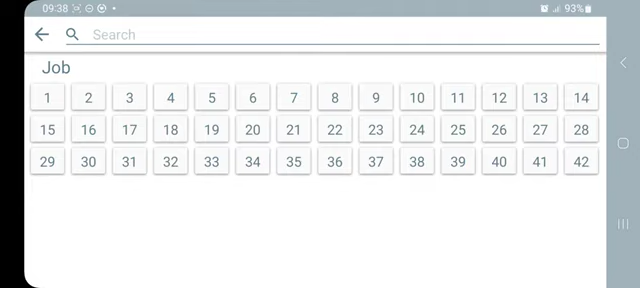 09:38
93%
Search
Job
1 2 3 4 5 6 7 8 9 10 11 12 13 14
15 16 17 18 19 20 21 22 23 24 25 26 27 28
29 30 31 32 33 34 35 36 37 38 39 40 41 42